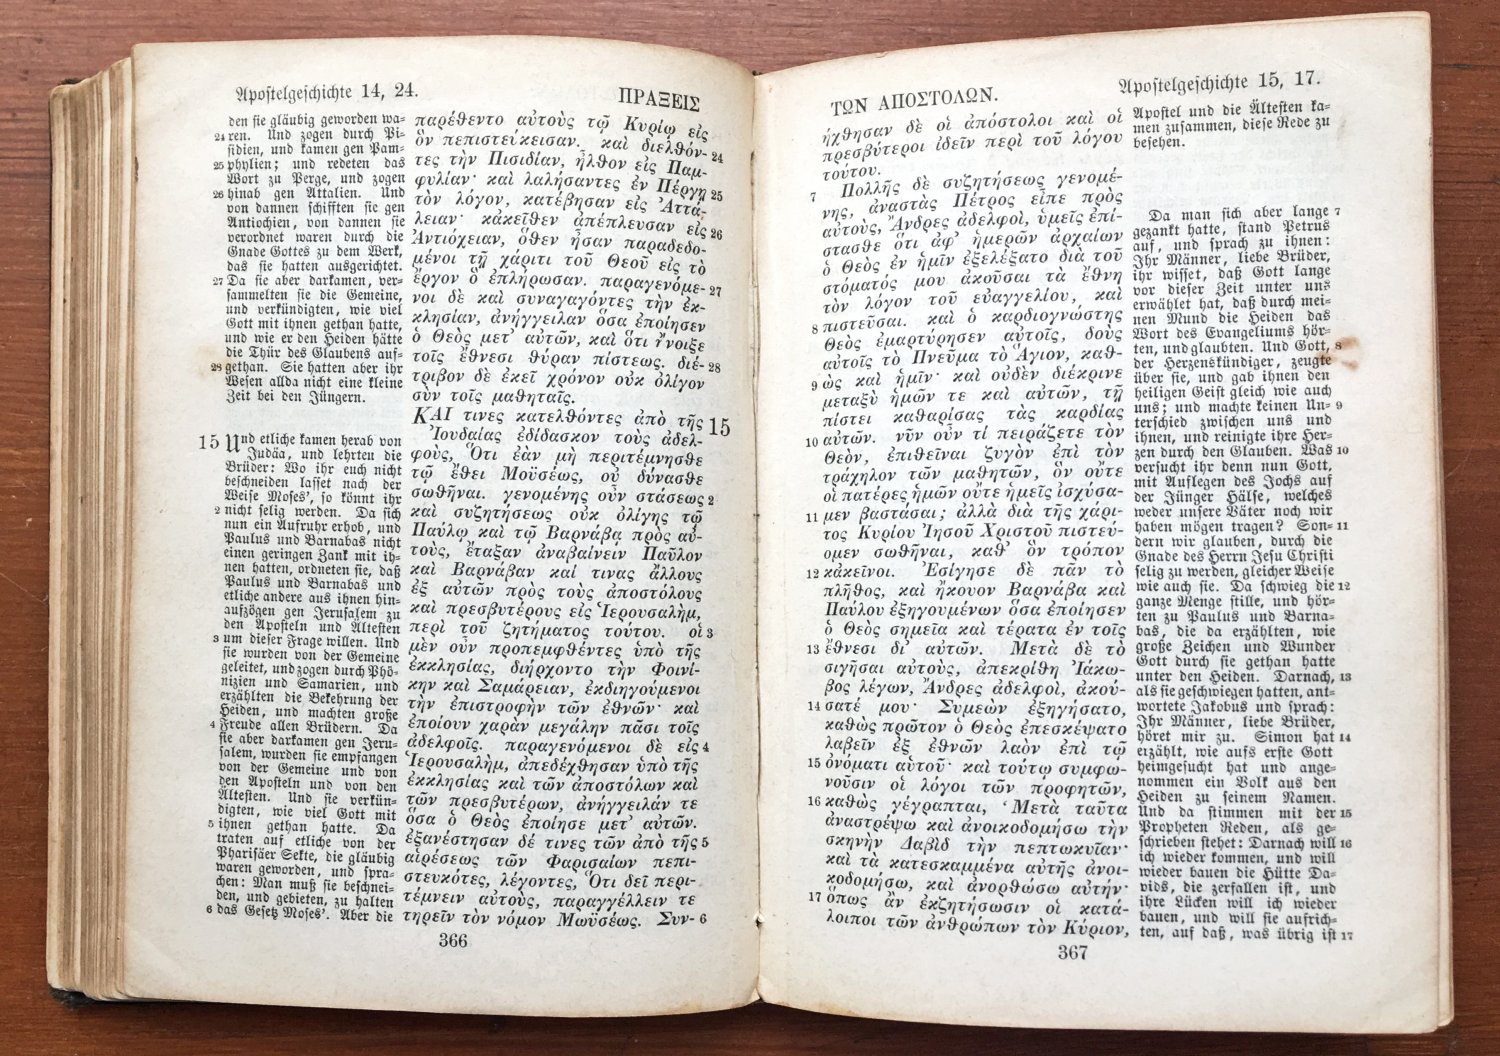 Apostelgeschichte 14, 24.
ΠΡΑΞΕΙΣ
den sie gläubig geworden wa=
24 ren. Und zogen durch Pi=
sidien, und kamen gen Pam=
25 phylien; und redeten das
Wort zu Perge, und zogen
26 hinab gen Attalien. Und
von dannen schifften sie gen
Antiochien, von dannen sie
verordnet waren durch die
Gnade Gottes zu dem Werk,
das sie hatten ausgerichtet.
27 Da sie aber darkamen, ver=
sammelten sie die Gemeine,
und verkündigten, wie viel
Gott mit ihnen gethan hatte,
und wie er den Heiden hätte
die Thür des Glaubens auf=
28 gethan. Sie hatten aber ihr
Wesen allda nicht eine kleine
Zeit bei den Jüngern.
15 Und etliche kamen herab von
Judäa, und lehrten die
Brüder: Wo ihr euch nicht
beschneiden lasset nach der
Weise Moses', so könnt ihr
2 nicht selig werden. Da sich
nun ein Aufruhr erhob, und
Paulus und Barnabas nicht
einen geringen Zank mit ih=
nen hatten, ordneten sie, daß
Paulus und Barnabas und
etliche andere aus ihnen hin=
aufzögen gen Jerusalem zu
den Aposteln und Ältesten
3 um dieser Frage willen. Und
sie wurden von der Gemeine
geleitet, und zogen durch Phö=
nizien und Samarien, und
erzählten die Bekehrung der
Heiden, und machten große
4 Freude allen Brüdern. Da
sie aber darkamen gen Jeru=
salem, wurden sie empfangen
von der Gemeine und von
den Aposteln und von den
Ältesten. Und sie verkün=
digten, wie viel Gott mit
5 ihnen gethan hatte. Da
traten auf etliche von der
Pharisäer Sekte, die gläubig
waren geworden, und spra=
chen: Man muß sie beschnei=
den, und gebieten, zu halten
6 das Gesetz Moses'. Aber die
παρέθεντο αὐτοὺς τῷ Κυρίῳ εἰς
ὃν πεπιστεύκεισαν. καὶ διελθόν- 24
τες τὴν Πισιδίαν, ἦλθον εἰς Παμ-
φυλίαν· καὶ λαλήσαντες ἐν Πέργῃ 25
τὸν λόγον, κατέβησαν εἰς Ἀττά-
λειαν· κἀκεῖθεν ἀπέπλευσαν εἰς 26
Ἀντιόχειαν, ὅθεν ἦσαν παραδεδο-
μένοι τῇ χάριτι τοῦ Θεοῦ εἰς τὸ
ἔργον ὃ ἐπλήρωσαν. παραγενόμε- 27
νοι δὲ καὶ συναγαγόντες τὴν ἐκ-
κλησίαν, ἀνήγγειλαν ὅσα ἐποίησεν
ὁ Θεὸς μετ' αὐτῶν, καὶ ὅτι ἤνοιξε
τοῖς ἔθνεσι θύραν πίστεως. διέ- 28
τριβον δὲ ἐκεῖ χρόνον οὐκ ὀλίγον
σὺν τοῖς μαθηταῖς.
ΚΑΙ τινες κατελθόντες ἀπὸ τῆς 15
Ἰουδαίας ἐδίδασκον τοὺς ἀδελ-
φούς, Ὅτι ἐὰν μὴ περιτέμνησθε
τῷ ἔθει Μωϋσέως, οὐ δύνασθε
σωθῆναι. γενομένης οὖν στάσεως 2
καὶ συζητήσεως οὐκ ὀλίγης τῷ
Παύλῳ καὶ τῷ Βαρνάβᾳ πρὸς αὐ-
τούς, ἔταξαν ἀναβαίνειν Παῦλον
καὶ Βαρνάβαν καί τινας ἄλλους
ἐξ αὐτῶν πρὸς τοὺς ἀποστόλους
καὶ πρεσβυτέρους εἰς Ἰερουσαλὴμ,
περὶ τοῦ ζητήματος τούτου. οἱ 3
μὲν οὖν προπεμφθέντες ὑπὸ τῆς
ἐκκλησίας, διήρχοντο τὴν Φοινί-
κην καὶ Σαμάρειαν, ἐκδιηγούμενοι
τὴν ἐπιστροφὴν τῶν ἐθνῶν· καὶ
ἐποίουν χαρὰν μεγάλην πᾶσι τοῖς
ἀδελφοῖς. παραγενόμενοι δὲ εἰς 4
Ἱερουσαλὴμ, ἀπεδέχθησαν ὑπὸ τῆς
ἐκκλησίας καὶ τῶν ἀποστόλων καὶ
τῶν πρεσβυτέρων, ἀνήγγειλάν τε
ὅσα ὁ Θεὸς ἐποίησε μετ' αὐτῶν.
ἐξανέστησαν δέ τινες τῶν ἀπὸ τῆς 5
αἱρέσεως τῶν Φαρισαίων πεπι-
στευκότες, λέγοντες, Ὅτι δεῖ περι-
τέμνειν αὐτοὺς, παραγγέλλειν τε
τηρεῖν τὸν νόμον Μωϋσέως. Συν- 6
366
ΤΩΝ ΑΠΟΣΤΟΛΩΝ.
Apostelgeschichte 15, 17.
ήχθησαν δὲ οἱ ἀπόστολοι καὶ οἱ
πρεσβύτεροι ἰδεῖν περὶ τοῦ λόγου
τούτου.
7 Πολλῆς δὲ συζητήσεως γενομέ-
νης, ἀναστὰς Πέτρος εἶπε πρὸς
αὐτούς, Ἄνδρες ἀδελφοὶ, ὑμεῖς ἐπί-
στασθε ὅτι ἀφ' ἡμερῶν ἀρχαίων
ὁ Θεὸς ἐν ἡμῖν ἐξελέξατο διὰ τοῦ
στόματός μου ἀκοῦσαι τὰ ἔθνη
τὸν λόγον τοῦ εὐαγγελίου, καὶ
8 πιστεῦσαι. καὶ ὁ καρδιογνώστης
Θεὸς ἐμαρτύρησεν αὐτοῖς, δοὺς
αὐτοῖς τὸ Πνεῦμα τὸ Ἅγιον, καθ-
9 ὼς καὶ ἡμῖν· καὶ οὐδὲν διέκρινε
μεταξὺ ἡμῶν τε καὶ αὐτῶν, τῇ
πίστει καθαρίσας τὰς καρδίας
10 αὐτῶν. νῦν οὖν τί πειράζετε τὸν
Θεὸν, ἐπιθεῖναι ζυγὸν ἐπὶ τὸν
τράχηλον τῶν μαθητῶν, ὃν οὔτε
οἱ πατέρες ἡμῶν οὔτε ἡμεῖς ἰσχύσα-
11 μεν βαστάσαι; ἀλλὰ διὰ τῆς χάρι-
τος Κυρίου Ἰησοῦ Χριστοῦ πιστεύ-
ομεν σωθῆναι, καθ' ὃν τρόπον
12 κἀκεῖνοι. Ἐσίγησε δὲ πᾶν τὸ
πλῆθος, καὶ ἤκουον Βαρνάβα καὶ
Παύλου ἐξηγουμένων ὅσα ἐποίησεν
ὁ Θεὸς σημεῖα καὶ τέρατα ἐν τοῖς
13 ἔθνεσι δι' αὐτῶν. Μετὰ δὲ τὸ
σιγῆσαι αὐτοὺς, ἀπεκρίθη Ἰάκω-
βος λέγων, Ἄνδρες ἀδελφοὶ, ἀκού-
14 σατέ μου· Συμεὼν ἐξηγήσατο,
καθὼς πρῶτον ὁ Θεὸς ἐπεσκέψατο
λαβεῖν ἐξ ἐθνῶν λαὸν ἐπὶ τῷ
15 ὀνόματι αὐτοῦ· καὶ τούτῳ συμφω-
νοῦσιν οἱ λόγοι τῶν προφητῶν,
16 καθὼς γέγραπται, ‘Μετὰ ταῦτα
ἀναστρέψω καὶ ἀνοικοδομήσω τὴν
σκηνὴν Δαβὶδ τὴν πεπτωκυῖαν·
καὶ τὰ κατεσκαμμένα αὐτῆς ἀνοι-
κοδομήσω, καὶ ἀνορθώσω αὐτήν·
17 ὅπως ἂν ἐκζητήσωσιν οἱ κατά-
λοιποι τῶν ἀνθρώπων τὸν Κύριον,
Apostel und die Ältesten ka=
men zusammen, diese Rede zu
besehen.
Da man sich aber lange 7
gezankt hatte, stand Petrus
auf, und sprach zu ihnen:
Ihr Männer, liebe Brüder,
ihr wisset, daß Gott lange
vor dieser Zeit unter uns
erwählet hat, daß durch mei=
nen Mund die Heiden das
Wort des Evangeliums hör=
ten, und glaubten. Und Gott, 8
der Herzenskündiger, zeugte
über sie, und gab ihnen den
heiligen Geist gleich wie auch
uns; und machte keinen Un= 9
terschied zwischen uns und
ihnen, und reinigte ihre Her=
zen durch den Glauben. Was 10
versucht ihr denn nun Gott,
mit Auflegen des Jochs auf
der Jünger Hälse, welches
weder unsere Väter noch wir
haben mögen tragen? Son= 11
dern wir glauben, durch die
Gnade des Herrn Jesu Christi
selig zu werden, gleicher Weise
wie auch sie. Da schwieg die 12
ganze Menge stille, und hör=
ten zu Paulus und Barna=
bas, die da erzählten, wie
große Zeichen und Wunder
Gott durch sie gethan hatte
unter den Heiden. Darnach, 13
als sie geschwiegen hatten, ant=
wortete Jakobus und sprach:
Ihr Männer, liebe Brüder,
höret mir zu. Simon hat 14
erzählt, wie aufs erste Gott
heimgesucht hat und ange=
nommen ein Volk aus den
Heiden zu seinem Namen.
Und da stimmen mit der 15
Propheten Reden, als ge=
schrieben stehet: Darnach will 16
ich wieder kommen, und will
wieder bauen die Hütte Da=
vids, die zerfallen ist, und
ihre Lücken will ich wieder
bauen, und will sie aufrich=
ten, auf daß, was übrig ist 17
367